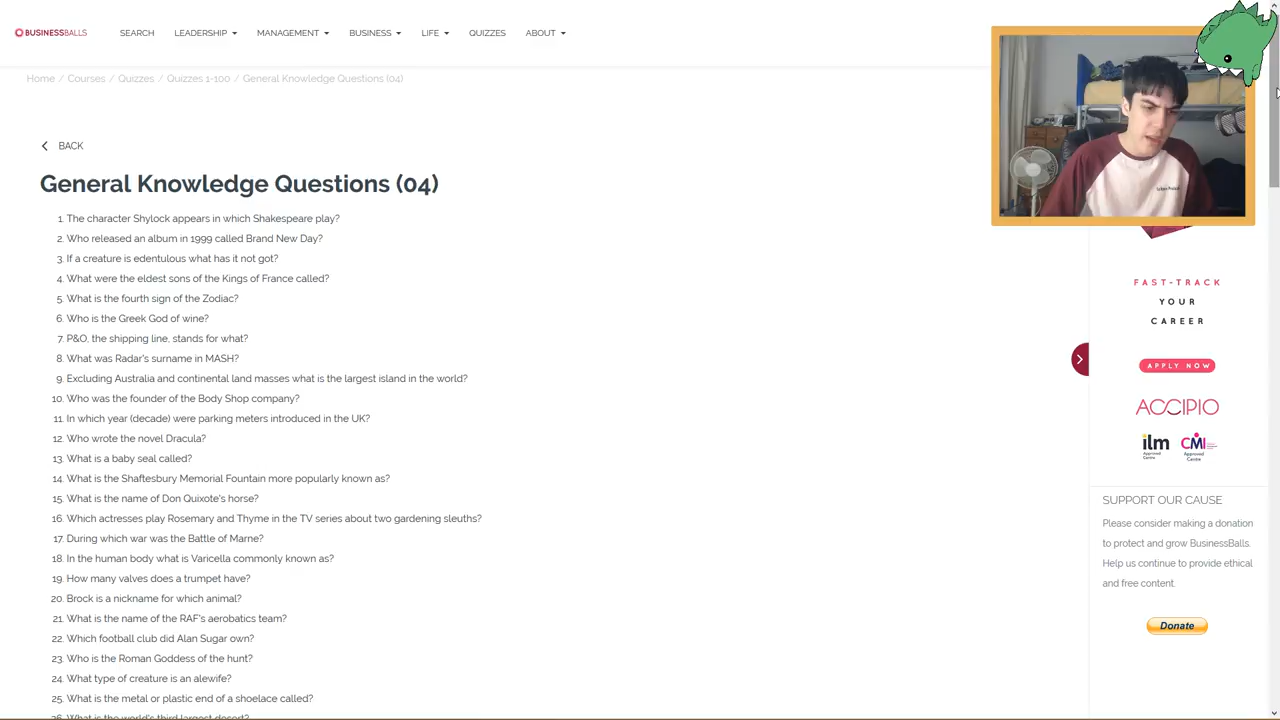 BUSINESSBALLS
SEARCH
LEADERSHIP
MANAGEMENT
BUSINESS
LIFE
QUIZZES
ABOUT
Home / Courses / Quizzes / Quizzes 1-100 / General Knowledge Questions (04)
BACK
General Knowledge Questions (04)
1. The character Shylock appears in which Shakespeare play?
2. Who released an album in 1999 called Brand New Day?
3. If a creature is edentulous what has it not got?
4. What were the eldest sons of the Kings of France called?
5. What is the fourth sign of the Zodiac?
6. Who is the Greek God of wine?
7. P&O, the shipping line, stands for what?
8. What was Radar's surname in MASH?
9. Excluding Australia and continental land masses what is the largest island in the world?
10. Who was the founder of the Body Shop company?
11. In which year (decade) were parking meters introduced in the UK?
12. Who wrote the novel Dracula?
13. What is a baby seal called?
14. What is the Shaftesbury Memorial Fountain more popularly known as?
15. What is the name of Don Quixote's horse?
16. Which actresses play Rosemary and Thyme in the TV series about two gardening sleuths?
17. During which war was the Battle of Marne?
18. In the human body what is Varicella commonly known as?
19. How many valves does a trumpet have?
20. Brock is a nickname for which animal?
21. What is the name of the RAF's aerobatics team?
22. Which football club did Alan Sugar own?
23. Who is the Roman Goddess of the hunt?
24. What type of creature is an alewife?
25. What is the metal or plastic end of a shoelace called?
26. What is the world's third largest desert?
FAST-TRACK
YOUR
CAREER
APPLY NOW
ACCIPIO
ilm
Approved
Centre
CMI
Approved
Centre
SUPPORT OUR CAUSE
Please consider making a donation
to protect and grow BusinessBalls.
Help us continue to provide ethical
and free content.
Donate